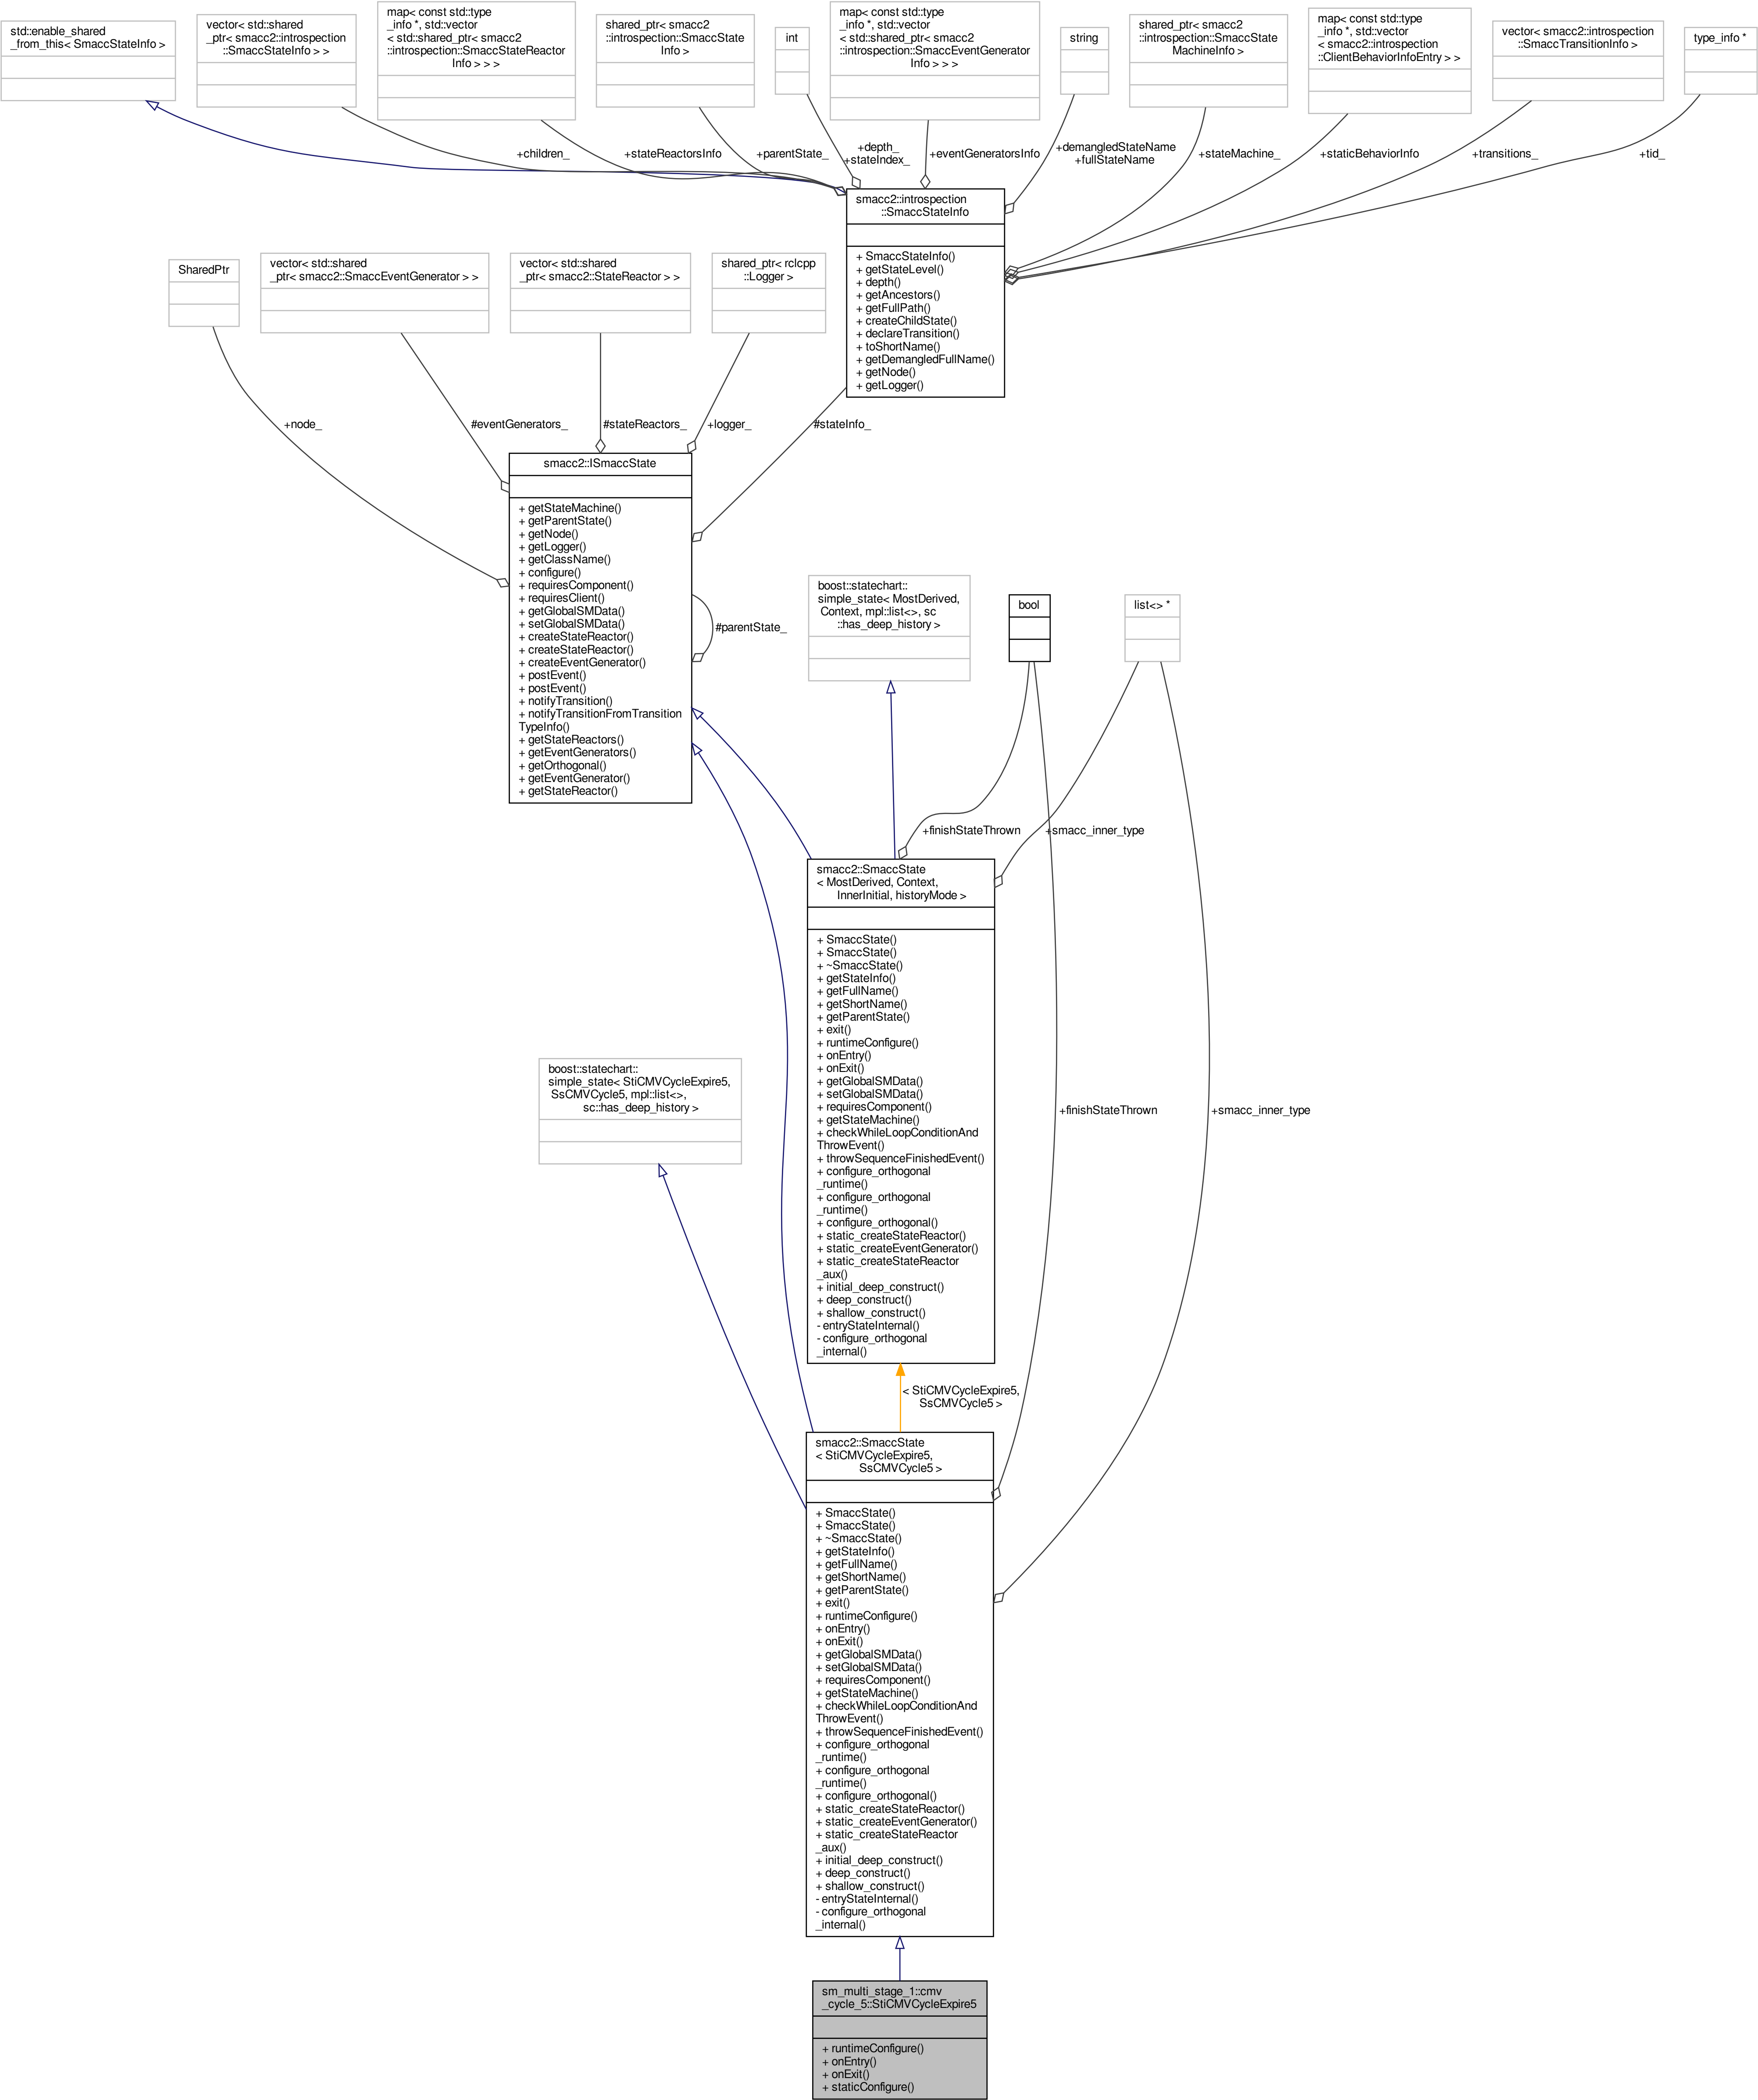 std::enable_shared
_from_this< SmaccStateInfo >
vector< std::shared
_ptr< smacc2::introspection
::SmaccStateInfo > >
map< const std::type
_info *, std::vector
< std::shared_ptr< smacc2
::introspection::SmaccStateReactor
Info > > >
shared_ptr< smacc2
::introspection::SmaccState
Info >
int
map< const std::type
_info *, std::vector
< std::shared_ptr< smacc2
::introspection::SmaccEventGenerator
Info > > >
string
shared_ptr< smacc2
::introspection::SmaccState
MachineInfo >
map< const std::type
_info *, std::vector
< smacc2::introspection
::ClientBehaviorInfoEntry > >
vector< smacc2::introspection
::SmaccTransitionInfo >
type_info *
+children_
+stateReactorsInfo
+parentState_
+depth_
+stateIndex_
+eventGeneratorsInfo
+demangledStateName
+fullStateName
+stateMachine_
+staticBehaviorInfo
+transitions_
+tid_
smacc2::introspection
::SmaccStateInfo
+ SmaccStateInfo()
+ getStateLevel()
+ depth()
+ getAncestors()
+ getFullPath()
+ createChildState()
+ declareTransition()
+ toShortName()
+ getDemangledFullName()
+ getNode()
+ getLogger()
SharedPtr
vector< std::shared
_ptr< smacc2::SmaccEventGenerator > >
vector< std::shared
_ptr< smacc2::StateReactor > >
shared_ptr< rclcpp
::Logger >
+node_
#eventGenerators_
#stateReactors_
+logger_
#stateInfo_
smacc2::ISmaccState
+ getStateMachine()
+ getParentState()
+ getNode()
+ getLogger()
+ getClassName()
+ configure()
+ requiresComponent()
+ requiresClient()
+ getGlobalSMData()
+ setGlobalSMData()
+ createStateReactor()
+ createStateReactor()
+ createEventGenerator()
+ postEvent()
+ postEvent()
+ notifyTransition()
+ notifyTransitionFromTransition
TypeInfo()
+ getStateReactors()
+ getEventGenerators()
+ getOrthogonal()
+ getEventGenerator()
+ getStateReactor()
#parentState_
boost::statechart::
simple_state< MostDerived,
Context, mpl::list<>, sc
::has_deep_history >
bool
list<> *
+finishStateThrown
+smacc_inner_type
smacc2::SmaccState
< MostDerived, Context,
InnerInitial, historyMode >
+ SmaccState()
+ SmaccState()
+ ~SmaccState()
+ getStateInfo()
+ getFullName()
+ getShortName()
+ getParentState()
+ exit()
+ runtimeConfigure()
+ onEntry()
+ onExit()
+ getGlobalSMData()
+ setGlobalSMData()
+ requiresComponent()
+ getStateMachine()
+ checkWhileLoopConditionAnd
ThrowEvent()
+ throwSequenceFinishedEvent()
+ configure_orthogonal
_runtime()
+ configure_orthogonal
_runtime()
+ configure_orthogonal()
+ static_createStateReactor()
+ static_createEventGenerator()
+ static_createStateReactor
_aux()
+ initial_deep_construct()
+ deep_construct()
+ shallow_construct()
- entryStateInternal()
- configure_orthogonal
_internal()
boost::statechart::
simple_state< StiCMVCycleExpire5,
SsCMVCycle5, mpl::list<>,
sc::has_deep_history >
+finishStateThrown
+smacc_inner_type
< StiCMVCycleExpire5,
SsCMVCycle5 >
smacc2::SmaccState
< StiCMVCycleExpire5,
SsCMVCycle5 >
+ SmaccState()
+ SmaccState()
+ ~SmaccState()
+ getStateInfo()
+ getFullName()
+ getShortName()
+ getParentState()
+ exit()
+ runtimeConfigure()
+ onEntry()
+ onExit()
+ getGlobalSMData()
+ setGlobalSMData()
+ requiresComponent()
+ getStateMachine()
+ checkWhileLoopConditionAnd
ThrowEvent()
+ throwSequenceFinishedEvent()
+ configure_orthogonal
_runtime()
+ configure_orthogonal
_runtime()
+ configure_orthogonal()
+ static_createStateReactor()
+ static_createEventGenerator()
+ static_createStateReactor
_aux()
+ initial_deep_construct()
+ deep_construct()
+ shallow_construct()
- entryStateInternal()
- configure_orthogonal
_internal()
sm_multi_stage_1::cmv
_cycle_5::StiCMVCycleExpire5
+ runtimeConfigure()
+ onEntry()
+ onExit()
+ staticConfigure()